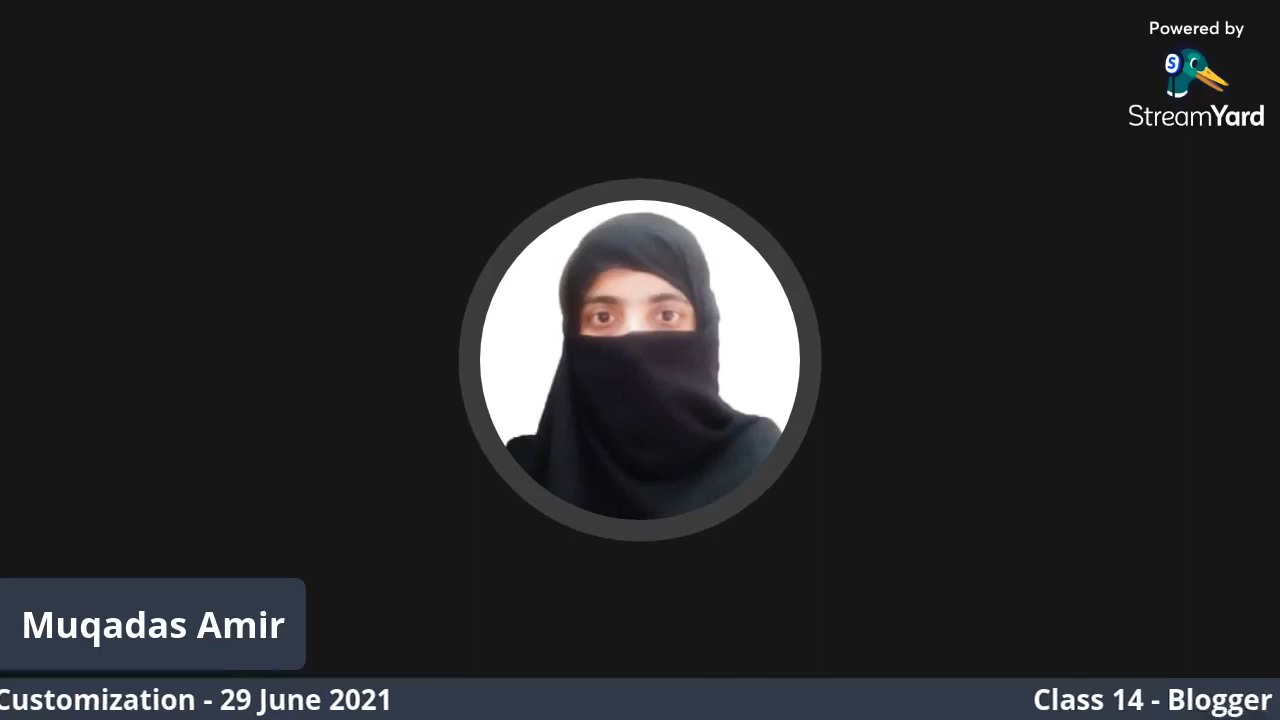 Powered by
S
StreamYard
Muqadas Amir
Customization - 29 June 2021
Class 14 - Blogger